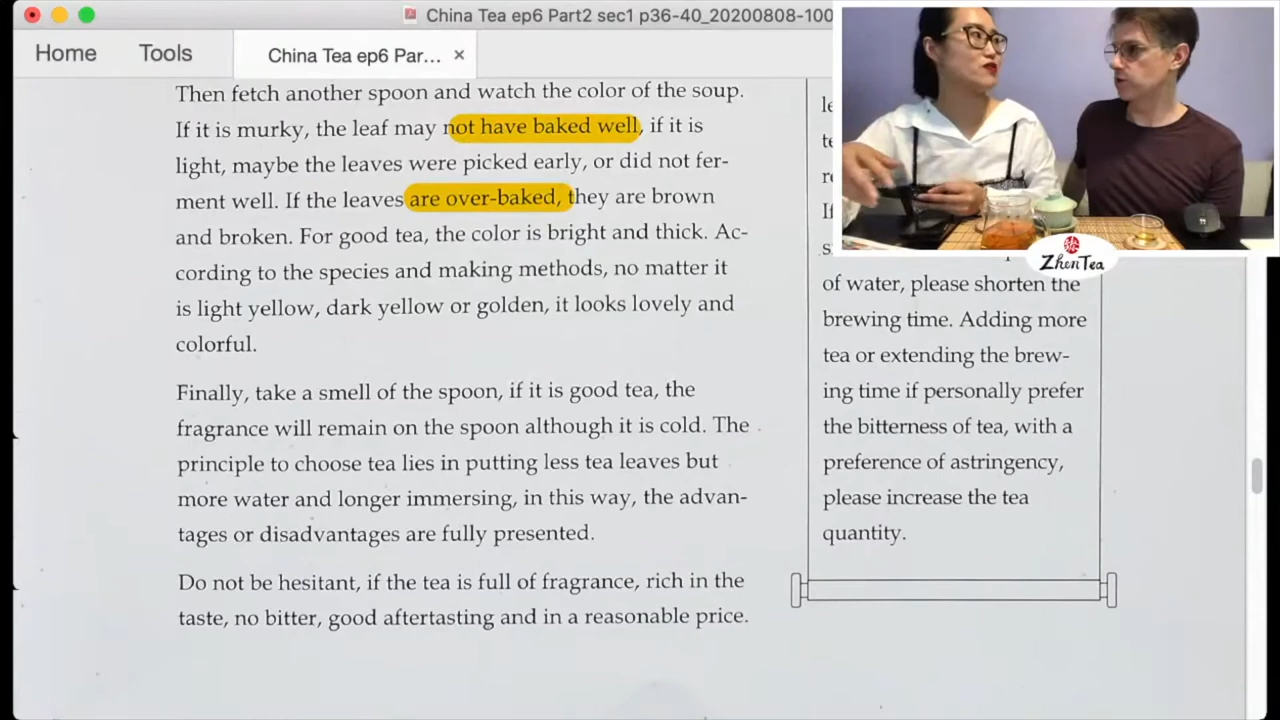 China Tea ep6 Part2 sec1 p36-40_20200808-100
Home
Tools
China Tea ep6 Par... ×
Then fetch another spoon and watch the color of the soup.
If it is murky, the leaf may not have baked well, if it is
light, maybe the leaves were picked early, or did not fer-
ment well. If the leaves are over-baked, they are brown
and broken. For good tea, the color is bright and thick. Ac-
cording to the species and making methods, no matter it
is light yellow, dark yellow or golden, it looks lovely and
colorful.
Finally, take a smell of the spoon, if it is good tea, the
fragrance will remain on the spoon although it is cold. The
principle to choose tea lies in putting less tea leaves but
more water and longer immersing, in this way, the advan-
tages or disadvantages are fully presented.
Do not be hesitant, if the tea is full of fragrance, rich in the
taste, no bitter, good aftertasting and in a reasonable price.
ZhenTea
of water, please shorten the
brewing time. Adding more
tea or extending the brew-
ing time if personally prefer
the bitterness of tea, with a
preference of astringency,
please increase the tea
quantity.